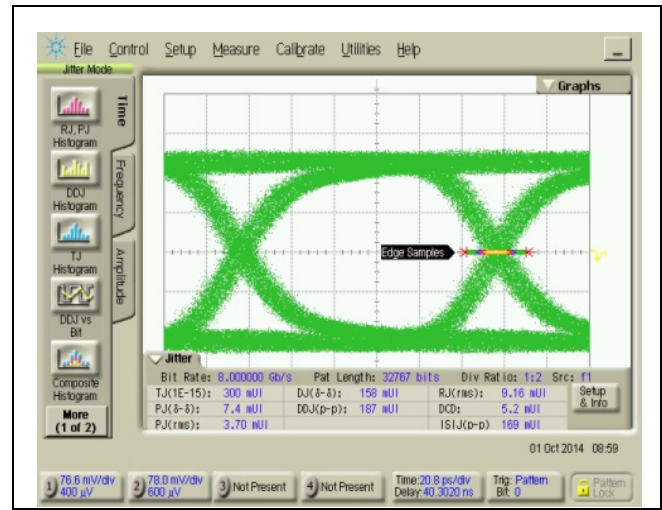 File Control Setup Measure Calibrate Utilities Help
Jitter Mode
Graphs
RJ, PJ
Histogram
DDJ
Histogram
TJ
Histogram
DDJ vs
Bit
Composite
Histogram
More
(1 of 2)
Time
Frequency
Amplitude
Edge Samples
Jitter
Bit Rate: 8.000000 Gb/s Pat Length: 32767 bits Div Ratio: 1:2 Src: f1
TJ(1E-15): 300 mUI DJ(δ-δ): 158 mUI RJ(rms): 9.16 mUI
PJ(δ-δ): 7.4 mUI DDJ(p-p): 187 mUI DCD: 5.2 mUI
PJ(rms): 3.70 mUI ISIJ(p-p) 169 mUI
Setup
& Info
01 Oct 2014 08:59
1) 76.6 mV/div
400 µV
2) 78.0 mV/div
600 µV
3) Not Present
4) Not Present
Time:20.8 ps/div
Delay:40.3020 ns
Trig: Pattern
Bit: 0
Pattern
Lock